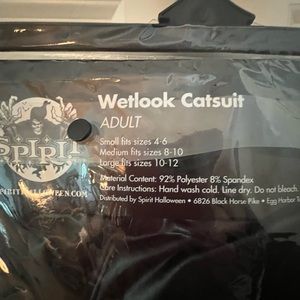 Wetlook Catsuit
ADULT
Small fits sizes 4-6
Medium fits sizes 8-10
Large fits sizes 10-12
Material Content: 92% Polyester 8% Spandex
Care Instructions: Hand wash cold. Line dry. Do not bleach.
Distributed by Spirit Halloween • 6826 Black Horse Pike • Egg Harbor
SPIRIT
SPIRITHALLOWEEN.COM